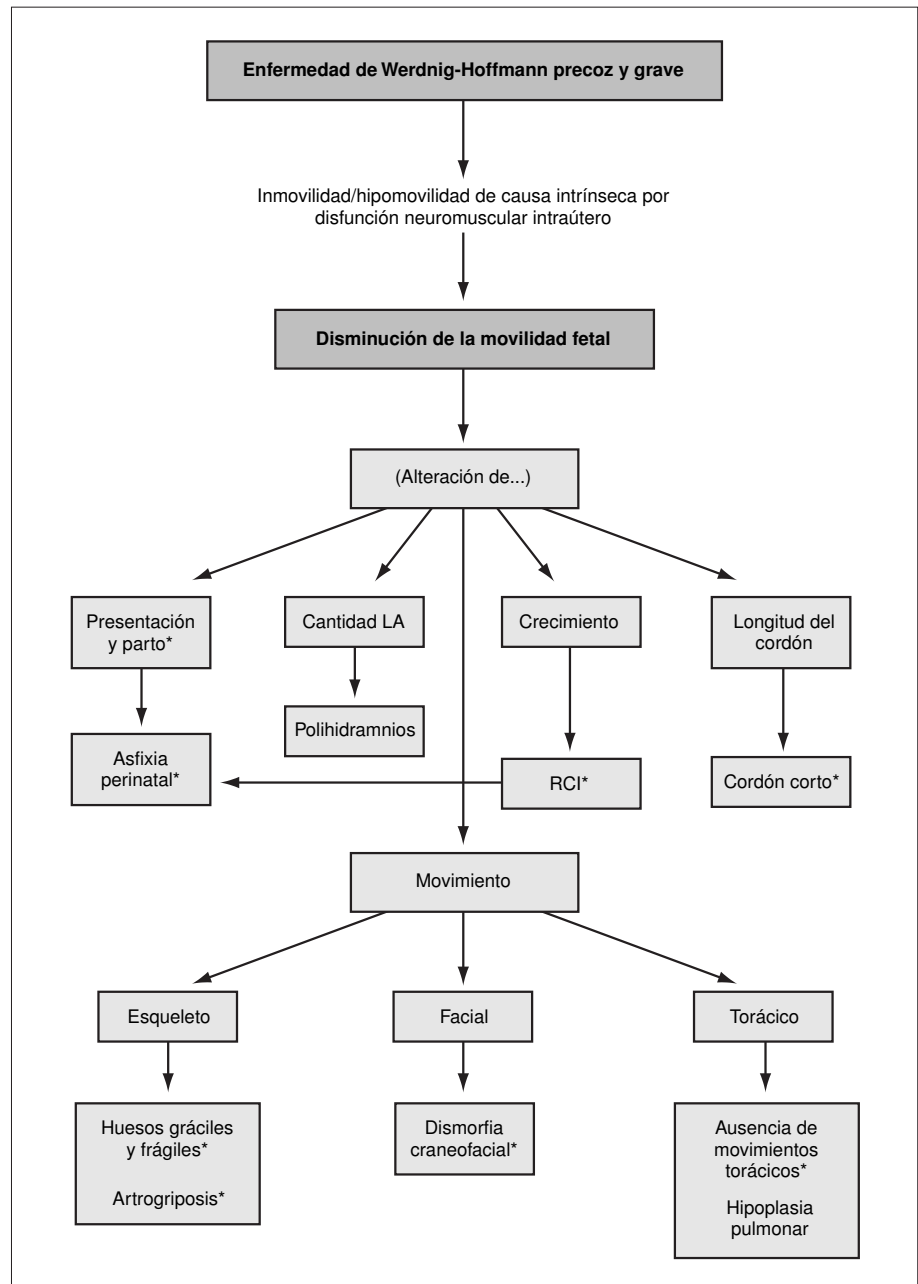 Enfermedad de Werdnig-Hoffmann precoz y grave
Inmovilidad/hipomovilidad de causa intrínseca por
disfunción neuromuscular intraútero
Disminución de la movilidad fetal
(Alteración de...)
Presentación
y parto*
Cantidad LA
Crecimiento
Longitud del
cordón
Asfixia
perinatal*
Polihidramnios
RCI*
Cordón corto*
Movimiento
Esqueleto
Facial
Torácico
Huesos gráciles
y frágiles*
Artrogriposis*
Dismorfia
craneofacial*
Ausencia de
movimientos
torácicos*
Hipoplasia
pulmonar